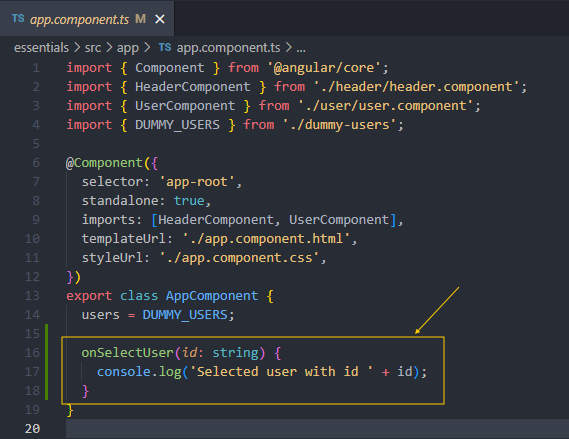 TS app.component.ts M ✕
essentials > src > app > TS app.component.ts > ...
1 import { Component } from '@angular/core';
2 import { HeaderComponent } from './header/header.component';
3 import { UserComponent } from './user/user.component';
4 import { DUMMY_USERS } from './dummy-users';
5
6 @Component({
7   selector: 'app-root',
8   standalone: true,
9   imports: [HeaderComponent, UserComponent],
10   templateUrl: './app.component.html',
11   styleUrl: './app.component.css',
12 })
13 export class AppComponent {
14   users = DUMMY_USERS;
15
16   onSelectUser(id: string) {
17     console.log('Selected user with id ' + id);
18   }
19 }
20